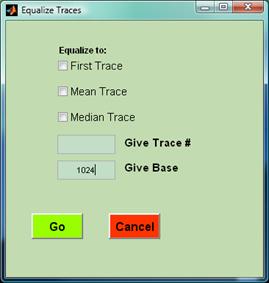 Equalize Traces
Equalize to:
First Trace
Mean Trace
Median Trace
Give Trace #
1024 Give Base
Go Cancel